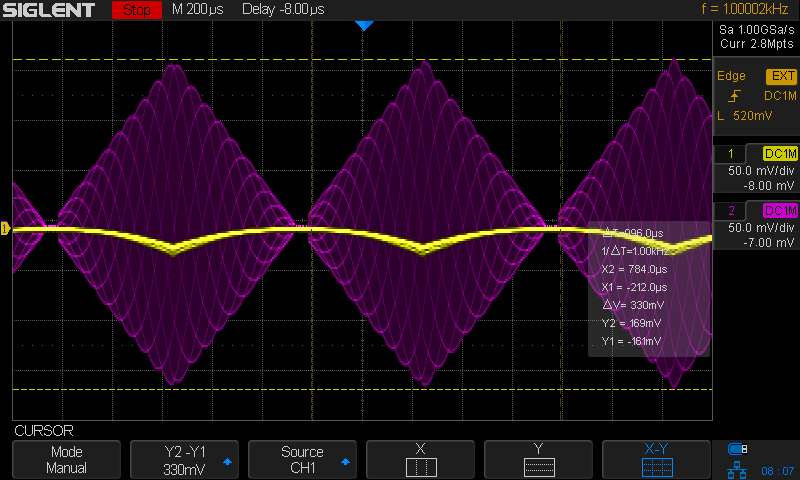 SIGLENT Stop M 200µs Delay -8.00µs f = 1.00002kHz
Sa 1.00GSa/s
Curr 2.8Mpts
Edge EXT
DC1M
L 520mV
1 DC1M
50.0 mV/div
-8.00 mV
2 DC1M
50.0 mV/div
-7.00 mV
1
△T=996.0µs
1/△T=1.00kHz
X2 = 784.0µs
X1 = -212.0µs
△V= 330mV
Y2 = 169mV
Y1 = -161mV
CURSOR
Mode
Manual
Y2 -Y1
330mV
Source
CH1
X
Y
X-Y
08:07